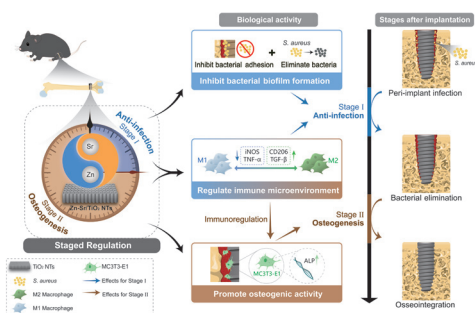 Biological activity
Stages after implantation
S. aureus
Inhibit bacterial adhesion + Eliminate bacteria
Inhibit bacterial biofilm formation
S. aureus
Peri-implant infection
Stage I
Anti-infection
Anti-infection
Stage I
Sr
Zn
Zn-Sr/TiO₂ NTs
Stage II
Osteogenesis
Staged Regulation
M1
iNOS
TNF-α
CD206
TGF-β
M2
Regulate immune microenvironment
Bacterial elimination
Immunoregulation
Stage II
Osteogenesis
MC3T3-E1
ALP
Promote osteogenic activity
Osseointegration
TiO₂ NTs
MC3T3-E1
S. aureus
Effects for Stage I
M2 Macrophage
Effects for Stage II
M1 Macrophage